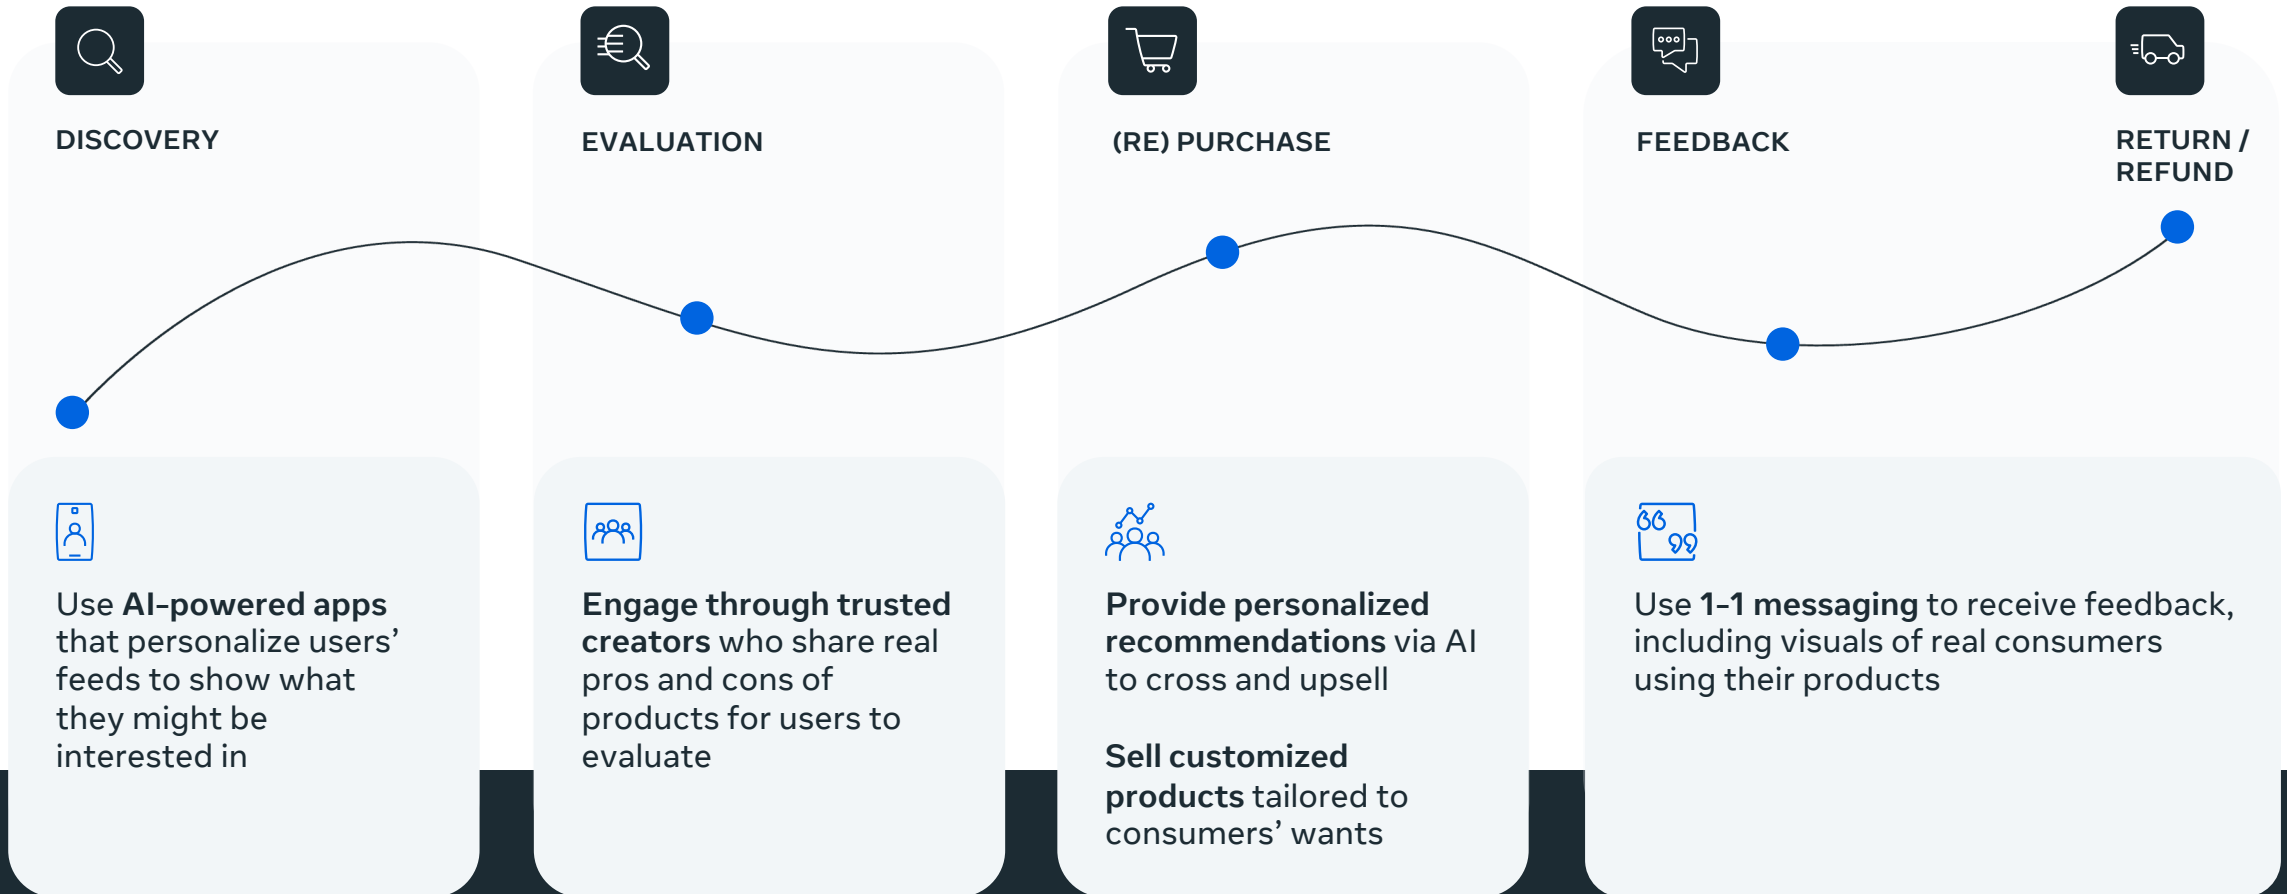 DISCOVERY
EVALUATION
(RE) PURCHASE
FEEDBACK
RETURN /
REFUND
Use AI-powered apps
that personalize users’
feeds to show what
they might be
interested in
Engage through trusted
creators who share real
pros and cons of
products for users to
evaluate
Provide personalized
recommendations via AI
to cross and upsell
Sell customized
products tailored to
consumers’ wants
Use 1-1 messaging to receive feedback,
including visuals of real consumers
using their products